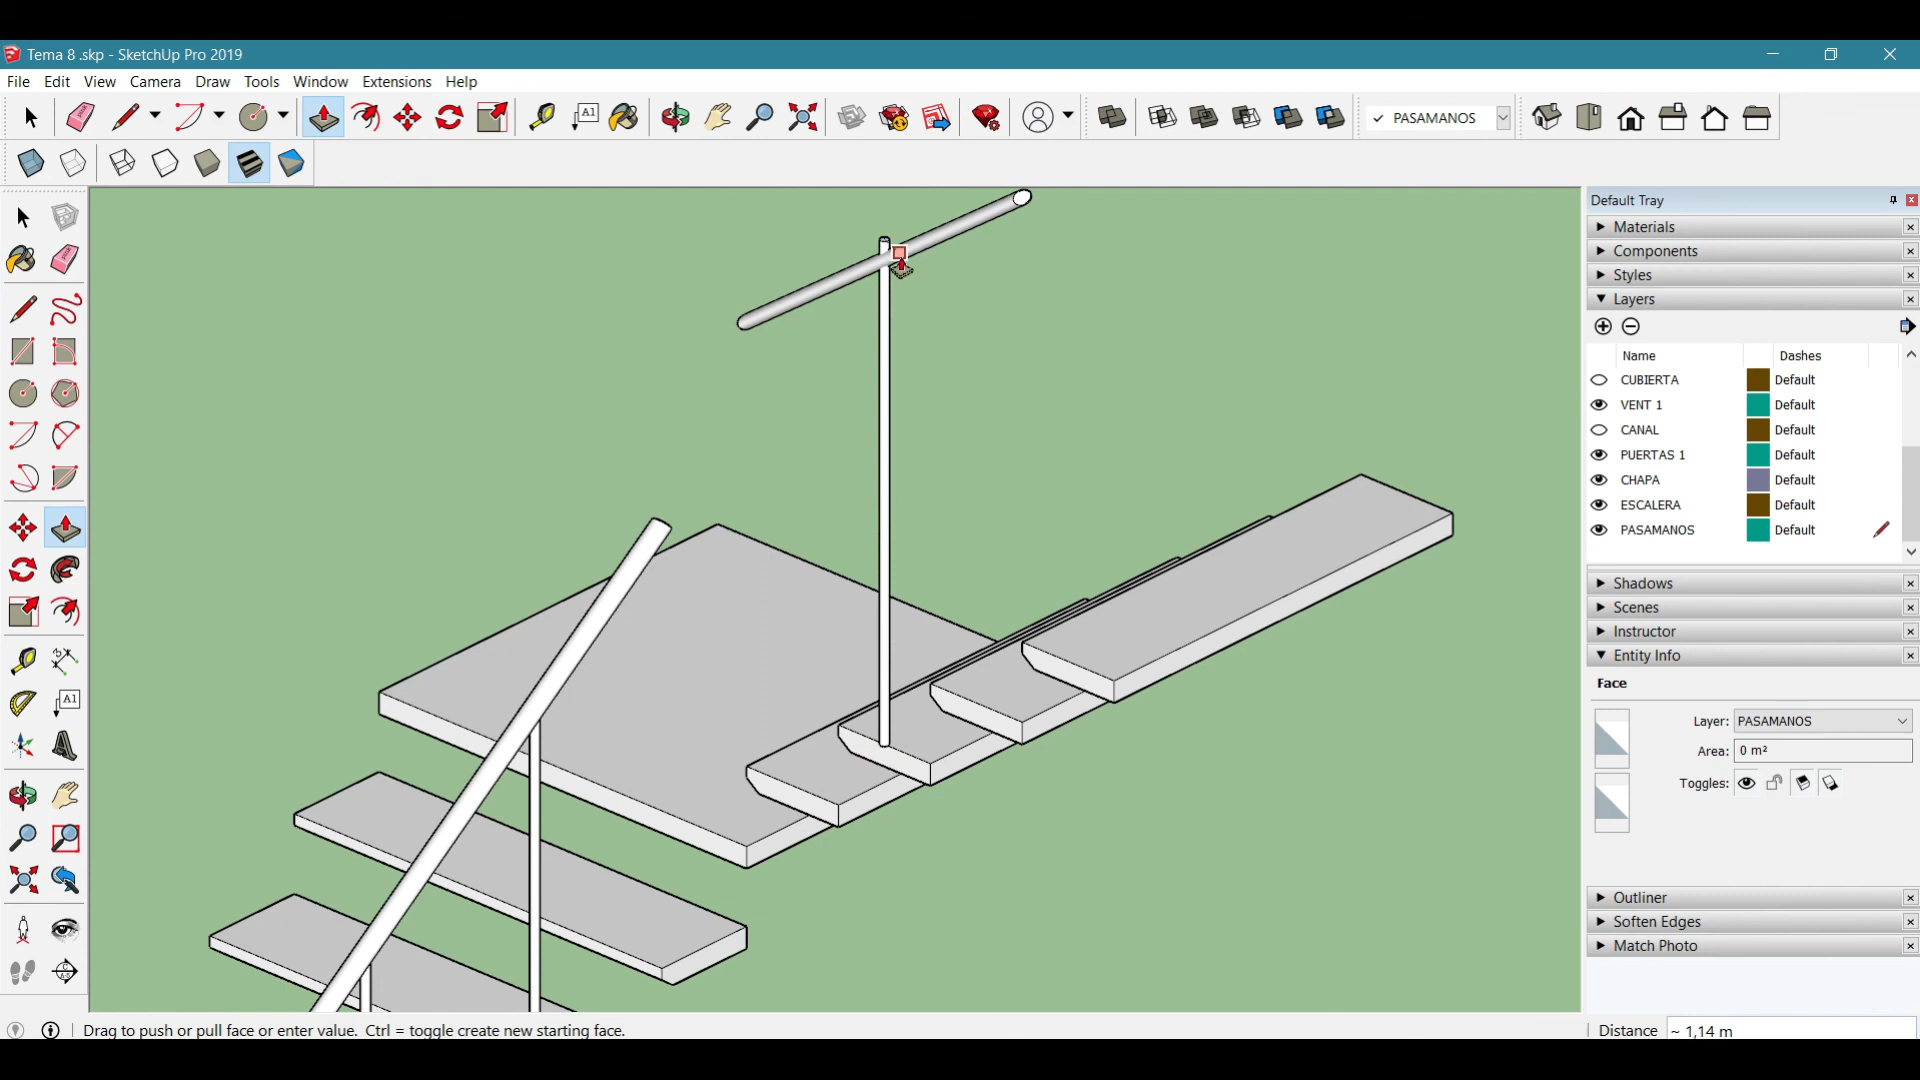 Tema 8 .skp - SketchUp Pro 2019
File Edit View Camera Draw Tools Window Extensions Help
A1
PASAMANOS
Default Tray
Materials
Components
Styles
Layers
Name Dashes
CUBIERTA Default
VENT 1 Default
CANAL Default
PUERTAS 1 Default
CHAPA Default
ESCALERA Default
PASAMANOS Default
A1
Shadows
Scenes
Instructor
Entity Info
Face
Layer: PASAMANOS
Area: 0 m²
Toggles:
Outliner
Soften Edges
Match Photo
Drag to push or pull face or enter value. Ctrl = toggle create new starting face.
Distance ~ 1,14 m